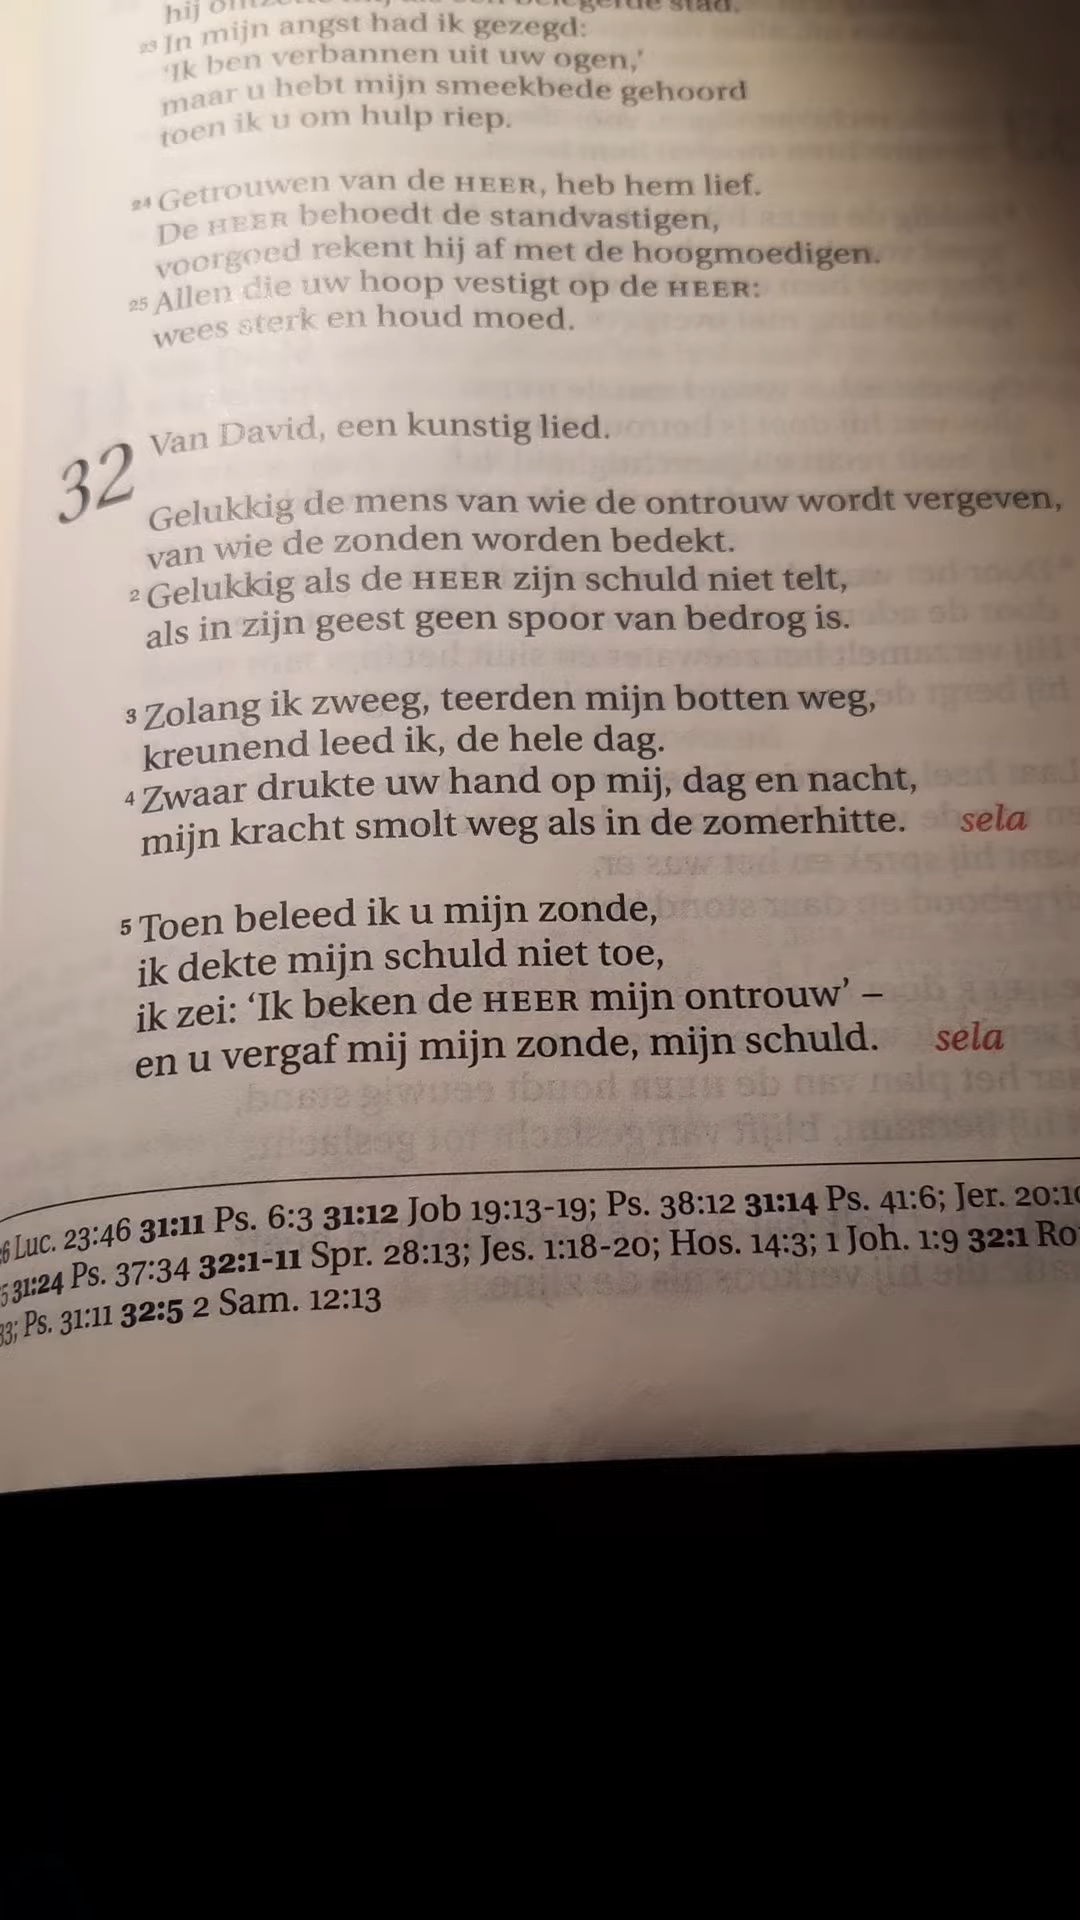 hij
stad.
23 In mijn angst had ik gezegd:
‘Ik ben verbannen uit uw ogen,’
maar u hebt mijn smeekbede gehoord
toen ik u om hulp riep.
24 Getrouwen van de HEER, heb hem lief.
De HEER behoedt de standvastigen,
voorgoed rekent hij af met de hoogmoedigen.
25 Allen die uw hoop vestigt op de HEER:
wees sterk en houd moed.
32 Van David, een kunstig lied.
Gelukkig de mens van wie de ontrouw wordt vergeven,
van wie de zonden worden bedekt.
2 Gelukkig als de HEER zijn schuld niet telt,
als in zijn geest geen spoor van bedrog is.
3 Zolang ik zweeg, teerden mijn botten weg,
kreunend leed ik, de hele dag.
4 Zwaar drukte uw hand op mij, dag en nacht,
mijn kracht smolt weg als in de zomerhitte. sela
5 Toen beleed ik u mijn zonde,
ik dekte mijn schuld niet toe,
ik zei: ‘Ik beken de HEER mijn ontrouw’ –
en u vergaf mij mijn zonde, mijn schuld. sela
6 Luc. 23:46 31:11 Ps. 6:3 31:12 Job 19:13-19; Ps. 38:12 31:14 Ps. 41:6; Jer. 20:10
5 31:24 Ps. 37:34 32:1-11 Spr. 28:13; Jes. 1:18-20; Hos. 14:3; 1 Joh. 1:9 32:1 Ro
33; Ps. 31:11 32:5 2 Sam. 12:13